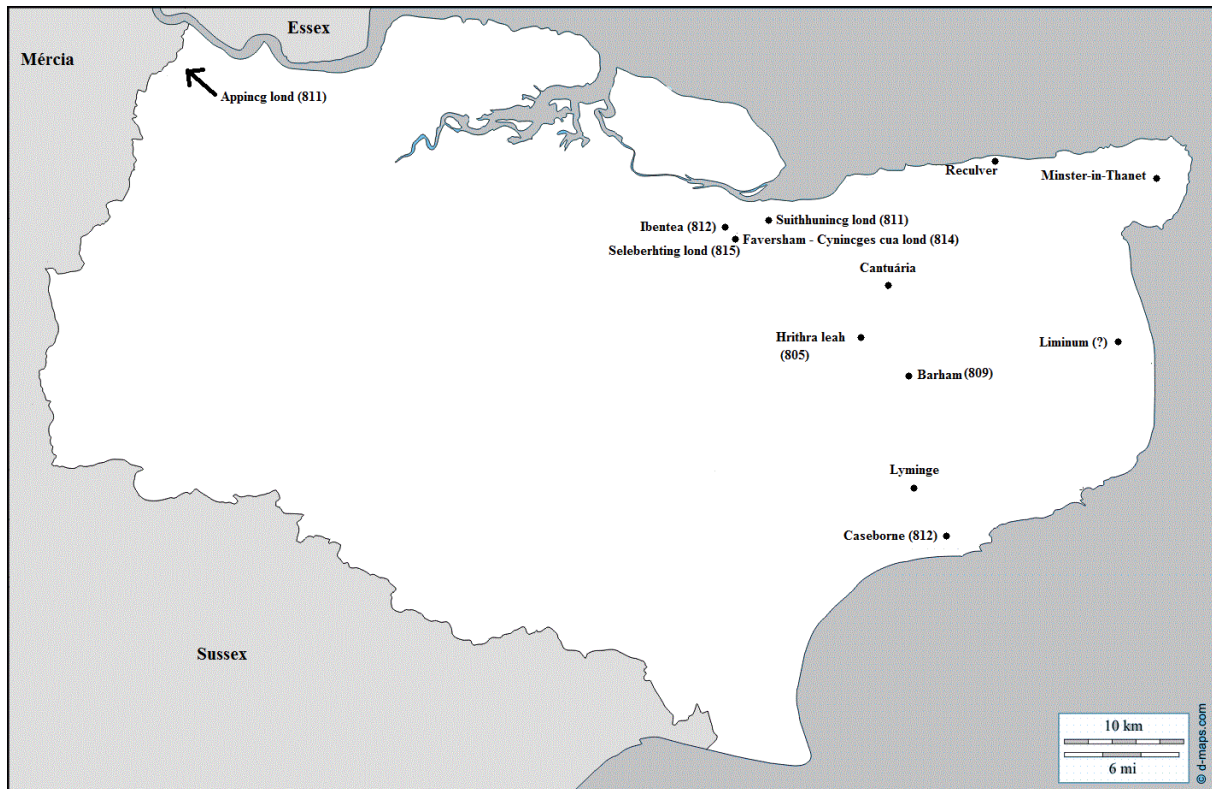 Essex
Mércia
Appincg lond (811)
Reculver
Minster-in-Thanet
Suithhunincg lond (811)
Ibentea (812)
Faversham - Cynincges cua lond (814)
Seleberhting lond (815)
Cantuária
Hrithra leah
(805)
Liminum (?)
Barham (809)
Lyminge
Caseborne (812)
Sussex
10 km
6 mi
© d-maps.com